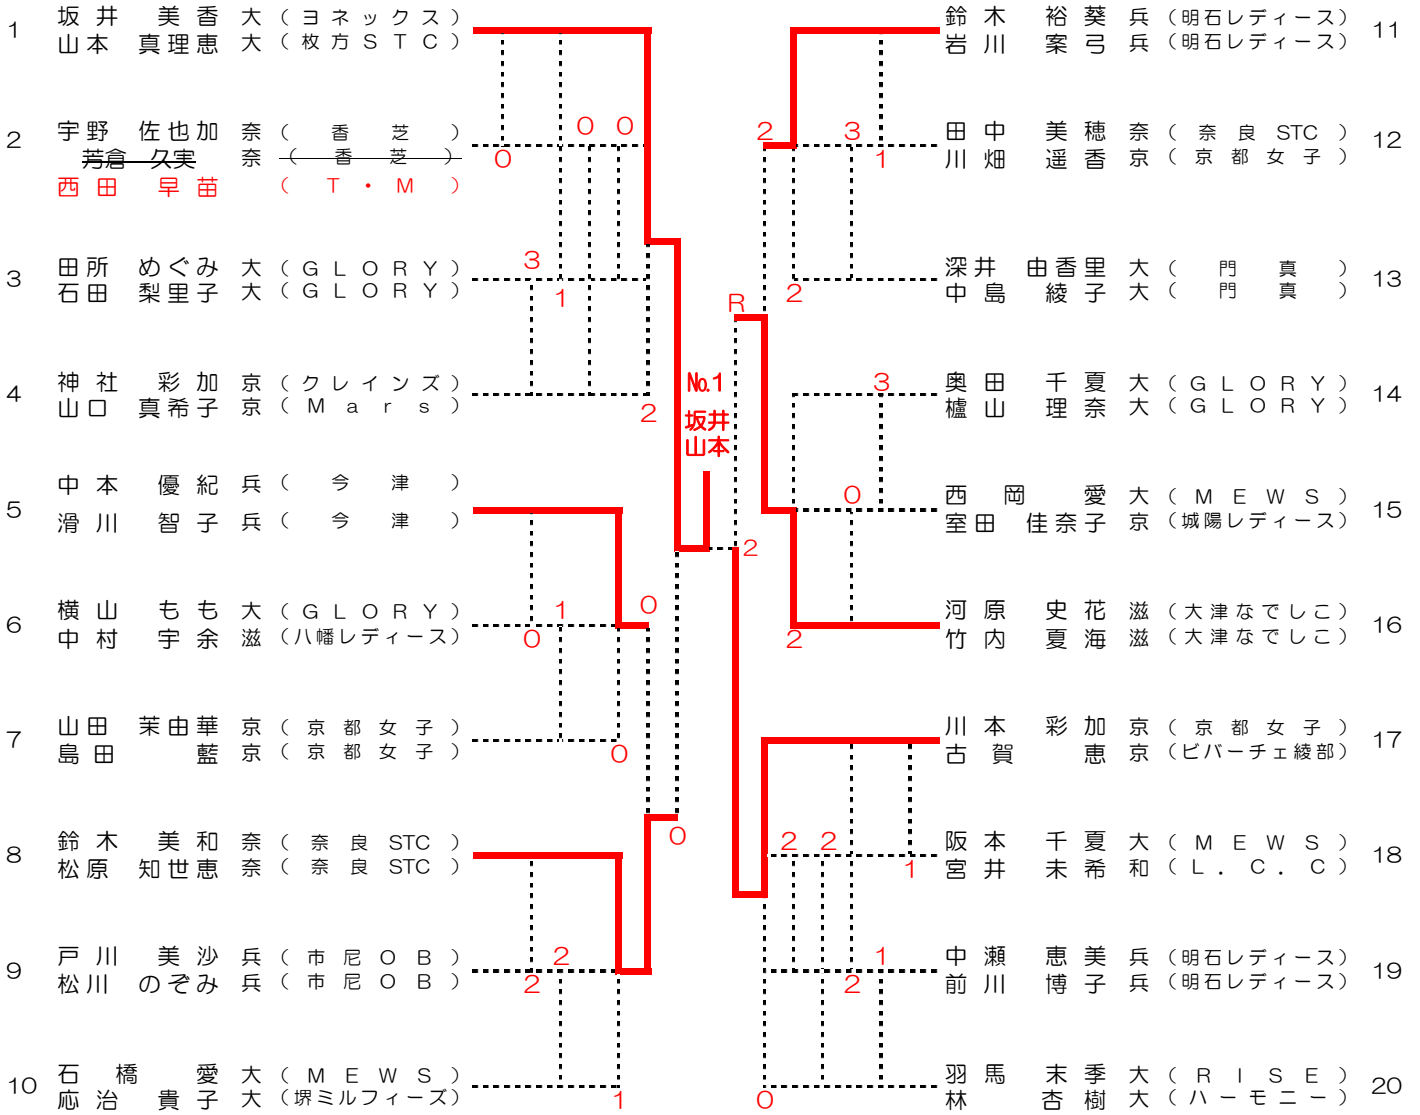 1 坂井 美香 大 (ヨネックス)
山本 真理恵 大 (枚方STC)
2 宇野 佐也加 奈 (香芝)
芳倉 久実 奈 (香芝)
西田 早苗 (T・M)
3 田所 めぐみ 大 (GLORY)
石田 梨里子 大 (GLORY)
4 神社 彩加 京 (クレインズ)
山口 真希子 京 (Mars)
5 中本 優紀 兵 (今津)
滑川 智子 兵 (今津)
6 横山 もも 大 (GLORY)
中村 宇余 滋 (八幡レディース)
7 山田 茉由華 京 (京都女子)
島田 藍 京 (京都女子)
8 鈴木 美和 奈 (奈良STC)
松原 知世恵 奈 (奈良STC)
9 戸川 美沙 兵 (市尼OB)
松川 のぞみ 兵 (市尼OB)
10 石橋 愛 大 (MEWS)
応治 貴子 大 (堺ミルフィーズ)
0
0 0
3
1
2
0
1
0
0
0
2
2
1
No.1
坂井
山本
R
2
2 3
1
2
3
0
2
2 2
1
1
2
0
鈴木 裕葵 兵 (明石レディース) 11
岩川 案弓 兵 (明石レディース)
田中 美穂 奈 (奈良STC) 12
川畑 遥香 京 (京都女子)
深井 由香里 大 (門真) 13
中島 綾子 大 (門真)
奥田 千夏 大 (GLORY) 14
櫨山 理奈 大 (GLORY)
西岡 愛 大 (MEWS) 15
室田 佳奈子 京 (城陽レディース)
河原 史花 滋 (大津なでしこ) 16
竹内 夏海 滋 (大津なでしこ)
川本 彩加 京 (京都女子) 17
古賀 恵 京 (ビバーチェ綾部)
阪本 千夏 大 (MEWS) 18
宮井 未希 和 (L.C.C)
中瀬 恵美 兵 (明石レディース) 19
前川 博子 兵 (明石レディース)
羽馬 末季 大 (RISE) 20
林 杏樹 大 (ハーモニー)